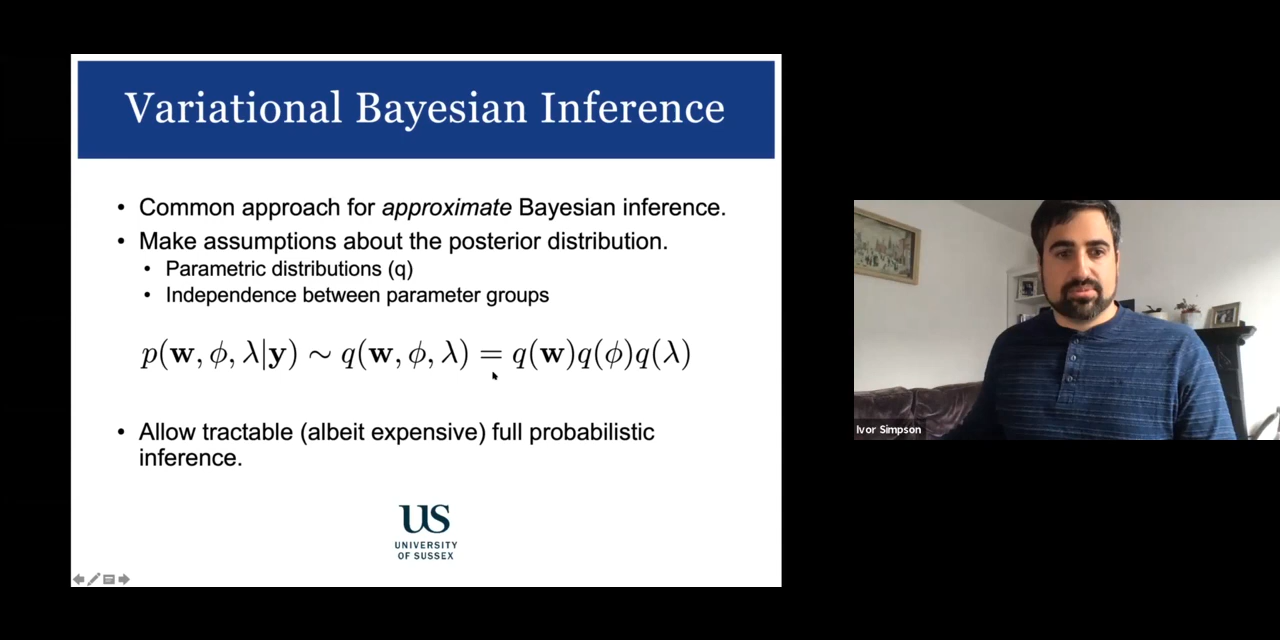 Variational Bayesian Inference
• Common approach for approximate Bayesian inference.
• Make assumptions about the posterior distribution.
• Parametric distributions (q)
• Independence between parameter groups
p(w, ϕ, λ|y) ∼ q(w, ϕ, λ) = q(w)q(ϕ)q(λ)
• Allow tractable (albeit expensive) full probabilistic
inference.
US
UNIVERSITY
OF SUSSEX
Ivor Simpson